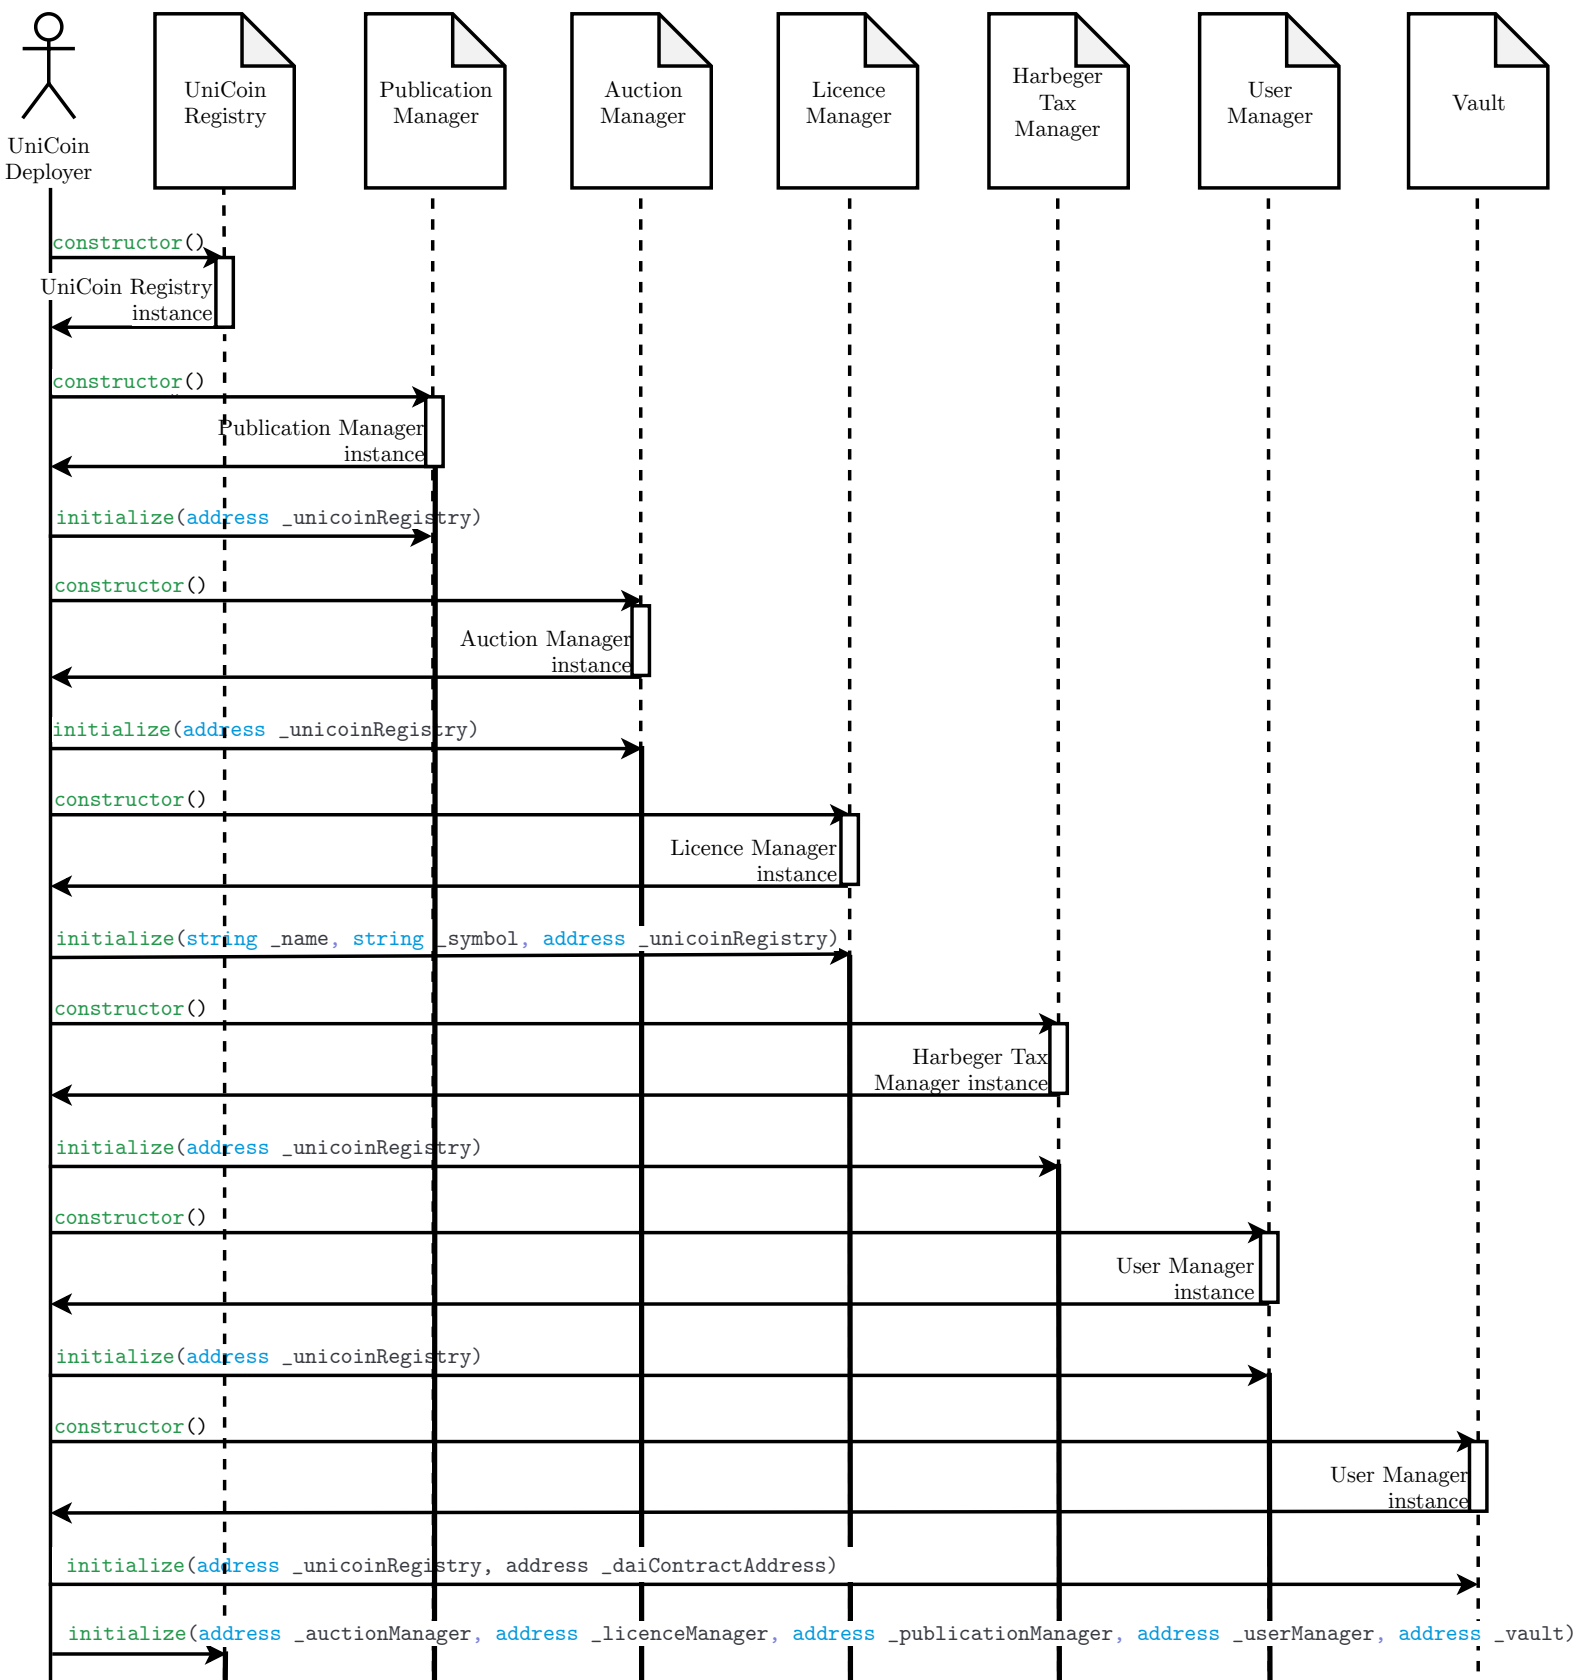 UniCoin
Deployer
UniCoin
Registry
Publication
Manager
Auction
Manager
Licence
Manager
Harbeger
Tax
Manager
User
Manager
Vault
constructor()
UniCoin Registry
instance
constructor()
Publication Manager
instance
initialize(address _unicoinRegistry)
constructor()
Auction Manager
instance
initialize(address _unicoinRegistry)
constructor()
Licence Manager
instance
initialize(string _name, string _symbol, address _unicoinRegistry)
constructor()
Harbeger Tax
Manager instance
initialize(address _unicoinRegistry)
constructor()
User Manager
instance
initialize(address _unicoinRegistry)
constructor()
User Manager
instance
initialize(address _unicoinRegistry, address _daiContractAddress)
initialize(address _auctionManager, address _licenceManager, address _publicationManager, address _userManager, address _vault)